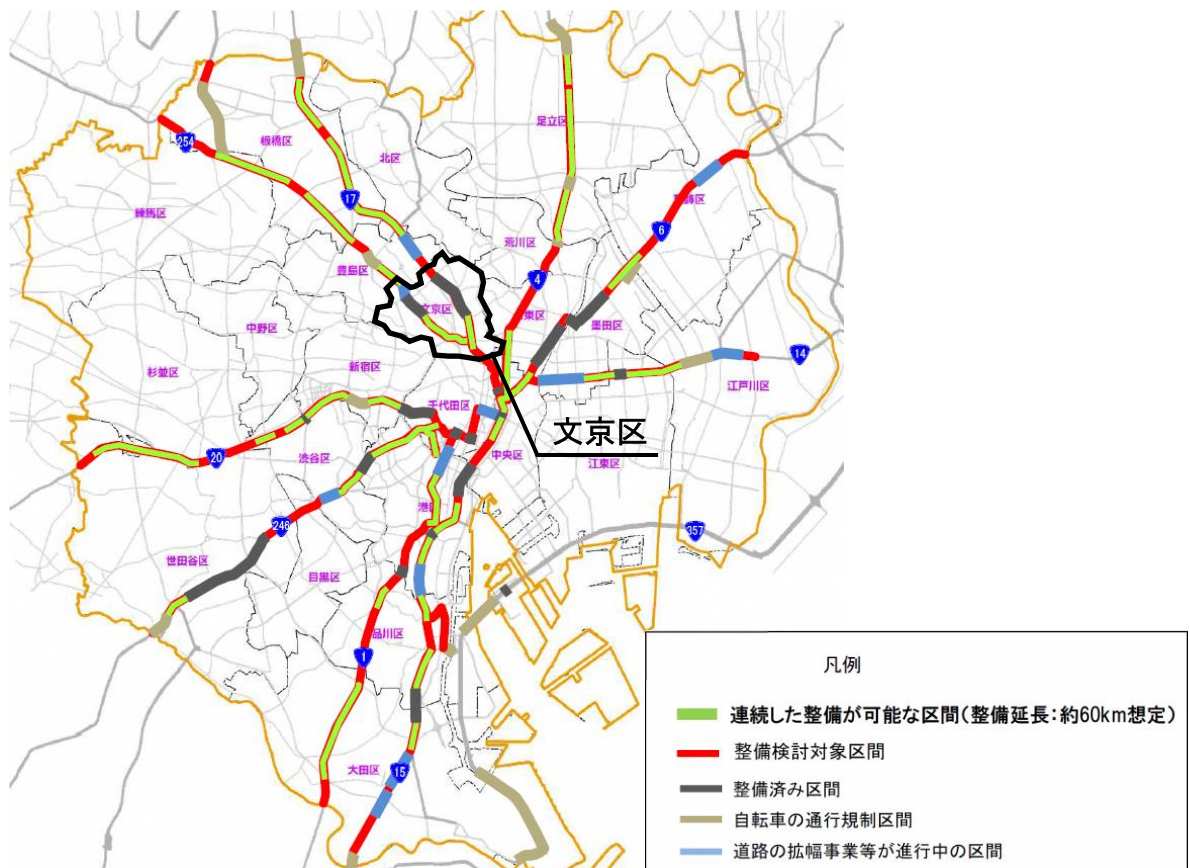 足立区
板橋区
254
北区
17
練馬区
6
荒川区
豊島区
4
文京区
墨田区
中野区
14
杉並区
新宿区
江戸川区
千代田区
文京区
20
渋谷区
中央区
江東区
246
357
世田谷区
目黒区
品川区
1
大田区
15
凡例
連続した整備が可能な区間(整備延長:約60km想定)
整備検討対象区間
整備済み区間
自転車の通行規制区間
道路の拡幅事業等が進行中の区間